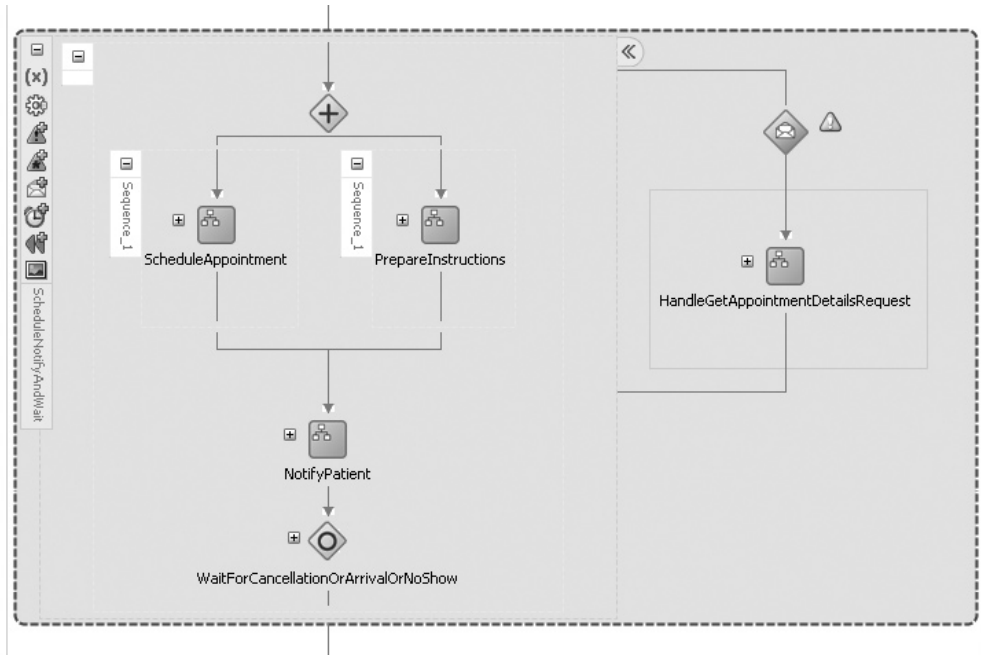 (x)
Sequence_1
Sequence_1
ScheduleAppointment
PrepareInstructions
HandleGetAppointmentDetailsRequest
ScheduleNotifyAndWait
NotifyPatient
WaitForCancellationOrArrivalOrNoShow